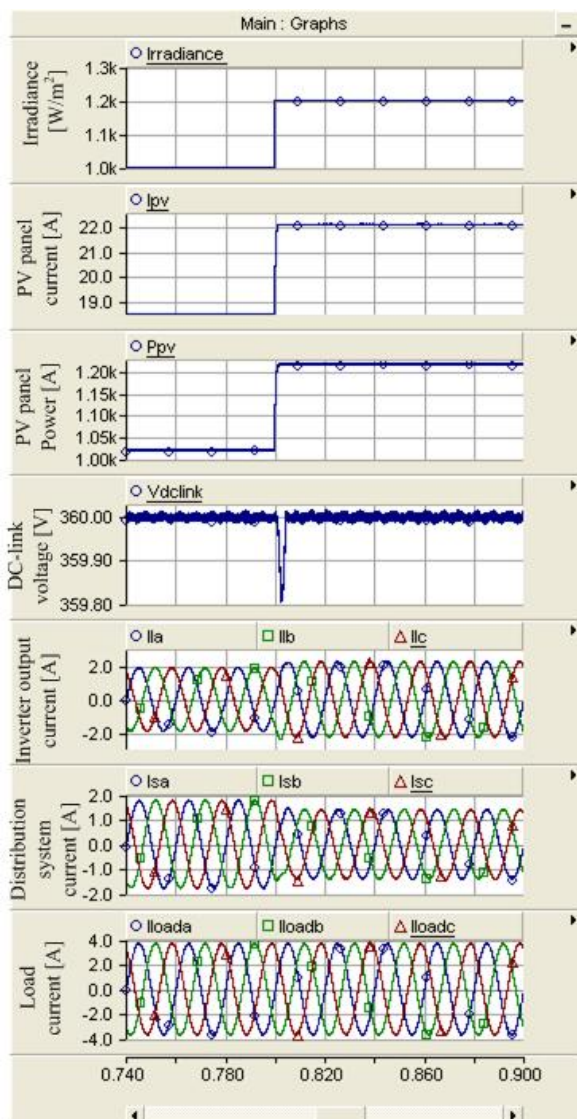 Main : Graphs
Irradiance
Irradiance
[W/m²]
1.3k
1.2k
1.1k
1.0k
Ipv
PV panel
current [A]
22.0
21.0
20.0
19.0
Ppv
PV panel
Power [A]
1.20k
1.15k
1.10k
1.05k
1.00k
Vdclink
DC-link
voltage [V]
360.00
359.90
359.80
IIa IIb IIc
Inverter output
current [A]
2.0
0.0
-2.0
Isa Isb Isc
Distribution
system
current [A]
2.0
1.0
0.0
-1.0
-2.0
Iloada Iloadb Iloadc
Load
current [A]
4.0
2.0
0.0
-2.0
-4.0
0.740 0.780 0.820 0.860 0.900